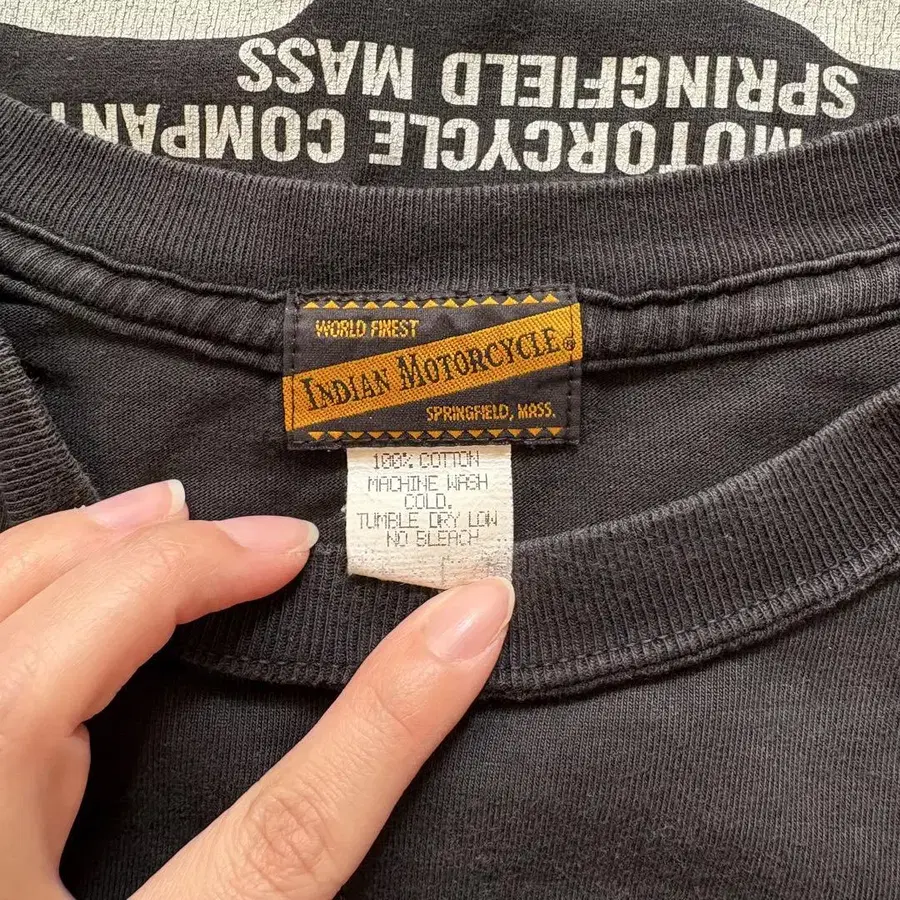 MOTORCYCLE COMPANY
SPRINGFIELD MASS
WORLD FINEST
INDIAN MOTORCYCLE®
SPRINGFIELD, MASS.
100% COTTON
MACHINE WASH
COLD.
TUMBLE DRY LOW
NO BLEACH